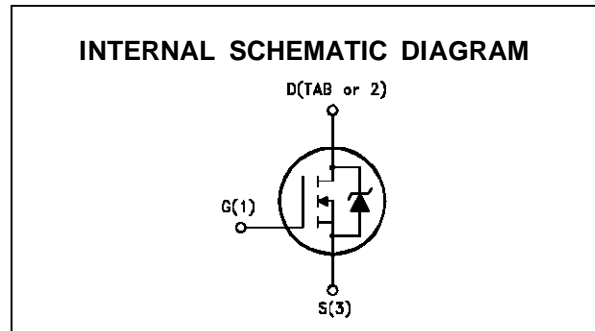 INTERNAL SCHEMATIC DIAGRAM
D(TAB or 2)
G(1)
S(3)